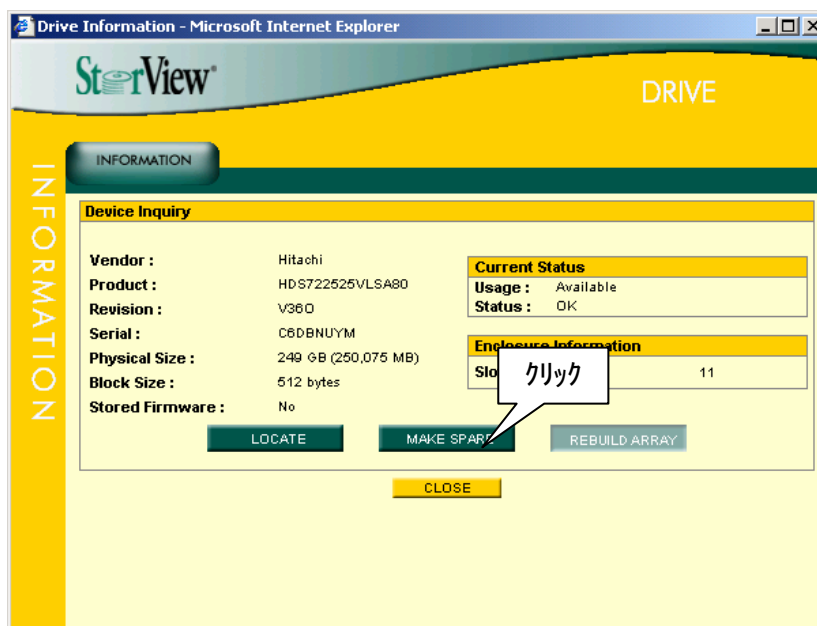 Drive Information - Microsoft Internet Explorer
StorView
DRIVE
INFORMATION
INFORMATION
Device Inquiry
Vendor : Hitachi
Product : HDS722525VLSA80
Revision : V36O
Serial : C6DBNUYM
Physical Size : 249 GB (250,075 MB)
Block Size : 512 bytes
Stored Firmware : No
Current Status
Usage : Available
Status : OK
Enclosure Information
Slo 11
クリック
LOCATE
MAKE SPARE
REBUILD ARRAY
CLOSE